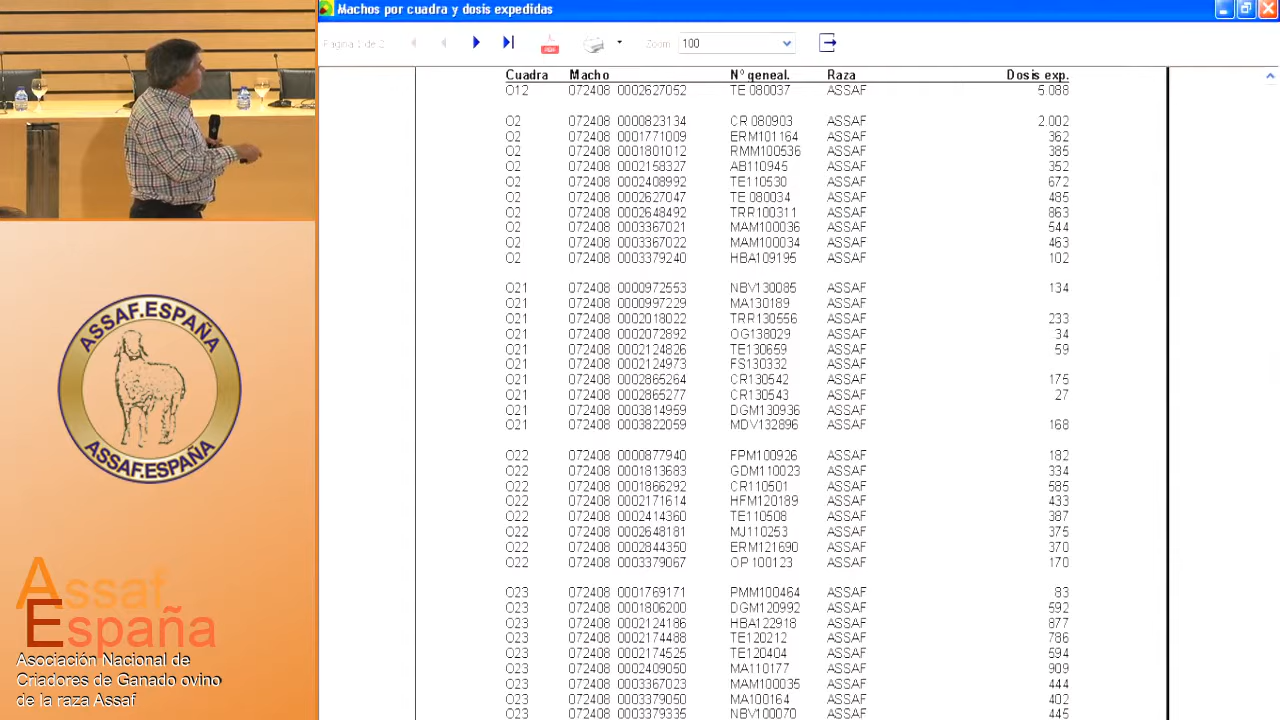 Machos por cuadra y dosis expedidas
Página 1 de 2
PDF
Zoom: 100
Cuadra Macho Nº geneal. Raza Dosis exp.
O12 072408 0002627052 TE 080037 ASSAF 5.088
O2 072408 0000823134 CR 080903 ASSAF 2.002
O2 072408 0001771009 ERM101164 ASSAF 362
O2 072408 0001801012 RMM100536 ASSAF 385
O2 072408 0002158327 AB110945 ASSAF 352
O2 072408 0002408992 TE110530 ASSAF 672
O2 072408 0002627047 TE 080034 ASSAF 485
O2 072408 0002648492 TRR100311 ASSAF 863
O2 072408 0003367021 MAM100036 ASSAF 544
O2 072408 0003367022 MAM100034 ASSAF 463
O2 072408 0003379240 HBA109195 ASSAF 102
O21 072408 0000972553 NBV130085 ASSAF 134
O21 072408 0000997229 MA130189 ASSAF
O21 072408 0002018022 TRR130556 ASSAF 233
O21 072408 0002072892 OG138029 ASSAF 34
O21 072408 0002124826 TE130659 ASSAF 59
O21 072408 0002124973 FS130332 ASSAF
O21 072408 0002865264 CR130542 ASSAF 175
O21 072408 0002865277 CR130543 ASSAF 27
O21 072408 0003814959 DGM130936 ASSAF
O21 072408 0003822059 MDV132896 ASSAF 168
O22 072408 0000877940 FPM100926 ASSAF 182
O22 072408 0001813683 GDM110023 ASSAF 334
O22 072408 0001866292 CR110501 ASSAF 585
O22 072408 0002171614 HFM120189 ASSAF 433
O22 072408 0002414360 TE110508 ASSAF 387
O22 072408 0002648181 MJ110253 ASSAF 375
O22 072408 0002844350 ERM121690 ASSAF 370
O22 072408 0003379067 OP100123 ASSAF 170
O23 072408 0001769171 PMM100464 ASSAF 83
O23 072408 0001806200 DGM120992 ASSAF 592
O23 072408 0002124186 HBA122918 ASSAF 877
O23 072408 0002174488 TE120212 ASSAF 786
O23 072408 0002174525 TE120404 ASSAF 594
O23 072408 0002409050 MA110177 ASSAF 909
O23 072408 0003367023 MAM100035 ASSAF 444
O23 072408 0003379050 MA100164 ASSAF 402
O23 072408 0003379335 NBV100070 ASSAF 445
ASSAF.ESPAÑA
ASSAF.ESPAÑA
Assaf
España
Asociación Nacional de
Criadores de Ganado ovino
de la raza Assaf